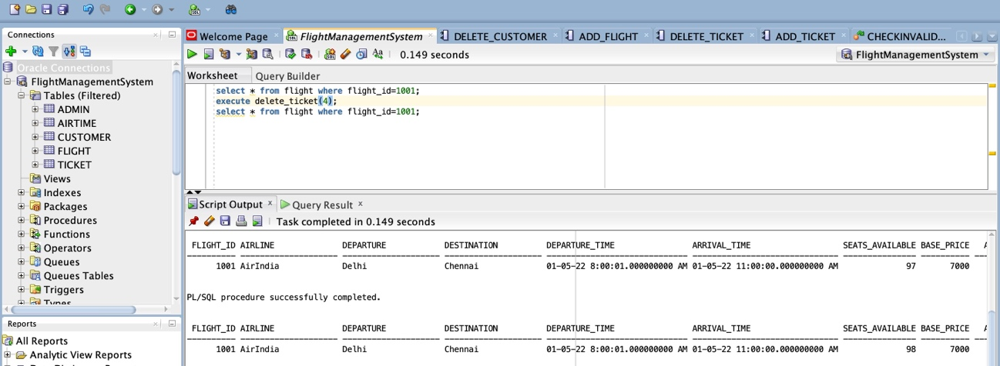 Connections
Oracle Connections
FlightManagementSystem
Tables (Filtered)
ADMIN
AIRTIME
CUSTOMER
FLIGHT
TICKET
Views
Indexes
Packages
Procedures
Functions
Operators
Queues
Queues Tables
Triggers
Types
Reports
All Reports
Analytic View Reports
Welcome Page FlightManagementSystem DELETE_CUSTOMER ADD_FLIGHT DELETE_TICKET ADD_TICKET CHECKINVALID...
0.149 seconds FlightManagementSystem
Worksheet Query Builder
select * from flight where flight_id=1001;
execute delete_ticket(4);
select * from flight where flight_id=1001;
Script Output x Query Result x
Task completed in 0.149 seconds
FLIGHT_ID AIRLINE DEPARTURE DESTINATION DEPARTURE_TIME ARRIVAL_TIME SEATS_AVAILABLE BASE_PRICE
1001 AirIndia Delhi Chennai 01-05-22 8:00:01.000000000 AM 01-05-22 11:00:00.000000000 AM 97 7000
PL/SQL procedure successfully completed.
FLIGHT_ID AIRLINE DEPARTURE DESTINATION DEPARTURE_TIME ARRIVAL_TIME SEATS_AVAILABLE BASE_PRICE
1001 AirIndia Delhi Chennai 01-05-22 8:00:01.000000000 AM 01-05-22 11:00:00.000000000 AM 98 7000